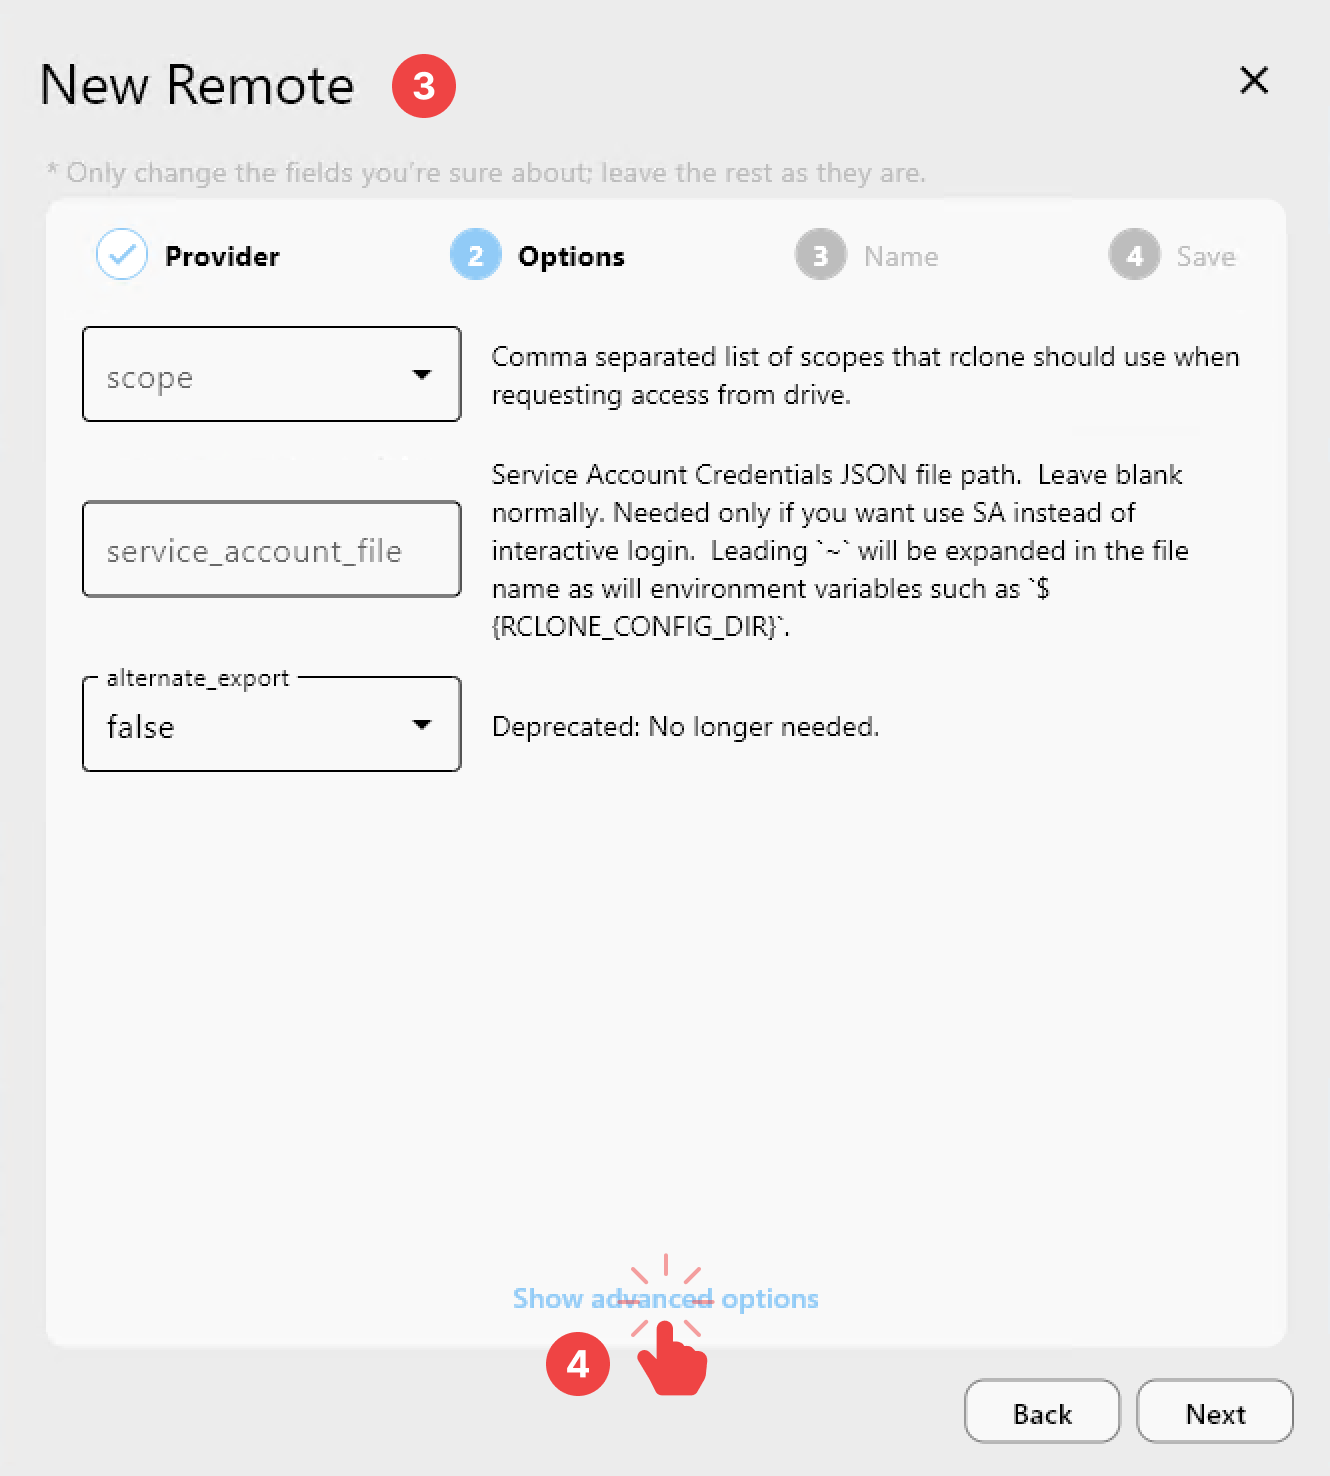 New Remote 3
* Only change the fields you're sure about; leave the rest as they are.
Provider 2 Options 3 Name 4 Save
scope
Comma separated list of scopes that rclone should use when
requesting access from drive.
service_account_file
Service Account Credentials JSON file path.  Leave blank
normally. Needed only if you want use SA instead of
interactive login.  Leading `~` will be expanded in the file
name as will environment variables such as `$
{RCLONE_CONFIG_DIR}`.
alternate_export
false
Deprecated: No longer needed.
Show advanced options
4
Back Next